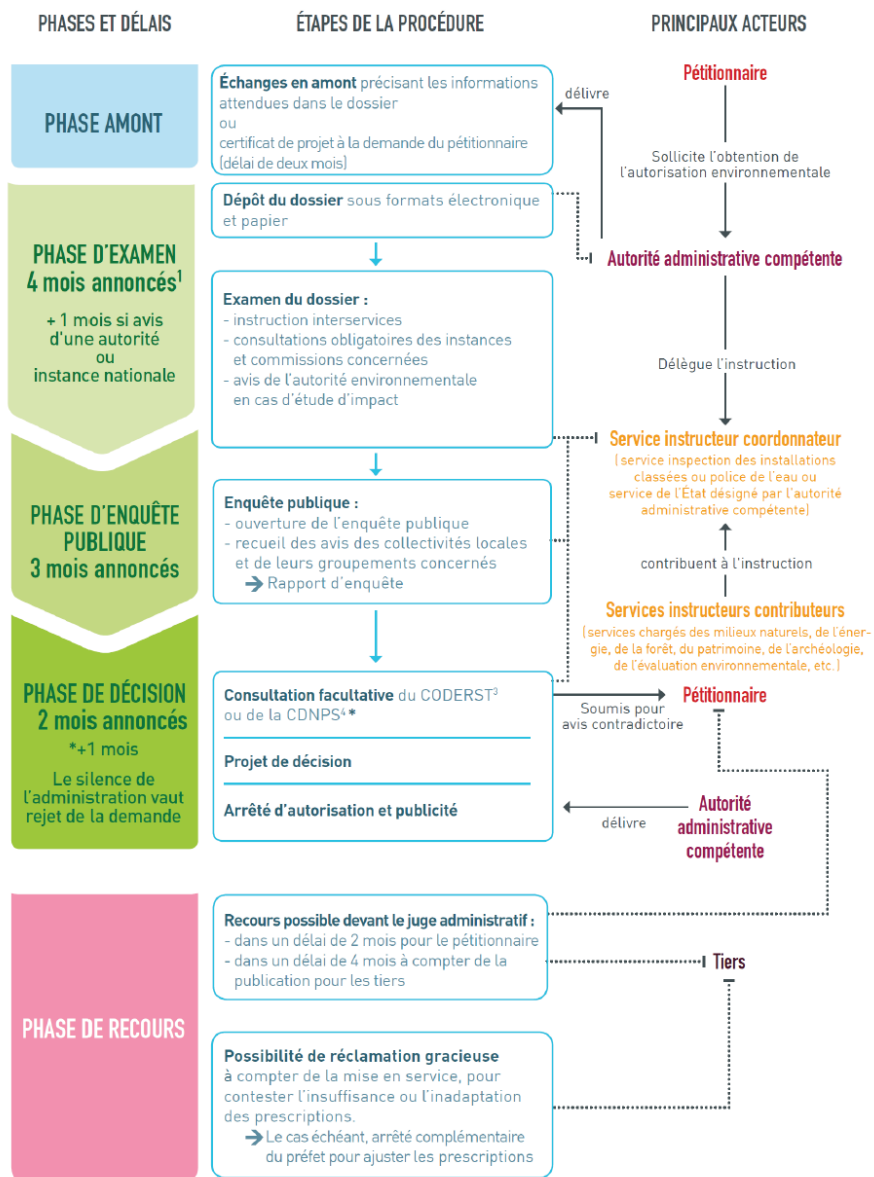 PHASES ET DÉLAIS
ÉTAPES DE LA PROCÉDURE
PRINCIPAUX ACTEURS
PHASE AMONT
Échanges en amont précisant les informations
attendues dans le dossier
ou
certificat de projet à la demande du pétitionnaire
(délai de deux mois)
délivre
Pétitionnaire
Sollicite l'obtention de
l'autorisation environnementale
Dépôt du dossier sous formats électronique
et papier
Autorité administrative compétente
PHASE D'EXAMEN
4 mois annoncés¹
+ 1 mois si avis
d'une autorité
ou
instance nationale
Examen du dossier :
- instruction interservices
- consultations obligatoires des instances
et commissions concernées
- avis de l'autorité environnementale
en cas d'étude d'impact
Délègue l'instruction
Service instructeur coordonnateur
(service inspection des installations
classées ou police de l'eau ou
service de l'État désigné par l'autorité
administrative compétente)
PHASE D'ENQUÊTE
PUBLIQUE
3 mois annoncés
Enquête publique :
- ouverture de l'enquête publique
- recueil des avis des collectivités locales
et de leurs groupements concernés
→ Rapport d'enquête
contribuent à l'instruction
Services instructeurs contributeurs
(services chargés des milieux naturels, de l'éner-
gie, de la forêt, du patrimoine, de l'archéologie,
de l'évaluation environnementale, etc.)
PHASE DE DÉCISION
2 mois annoncés
*+1 mois
Le silence de
l'administration vaut
rejet de la demande
Consultation facultative du CODERST³
ou de la CDNPS⁴*
Projet de décision
Arrêté d'autorisation et publicité
Soumis pour
avis contradictoire
Pétitionnaire
délivre
Autorité
administrative
compétente
PHASE DE RECOURS
Recours possible devant le juge administratif :
- dans un délai de 2 mois pour le pétitionnaire
- dans un délai de 4 mois à compter de la
publication pour les tiers
Tiers
Possibilité de réclamation gracieuse
à compter de la mise en service, pour
contester l'insuffisance ou l'inadaptation
des prescriptions.
→ Le cas échéant, arrêté complémentaire
du préfet pour ajuster les prescriptions